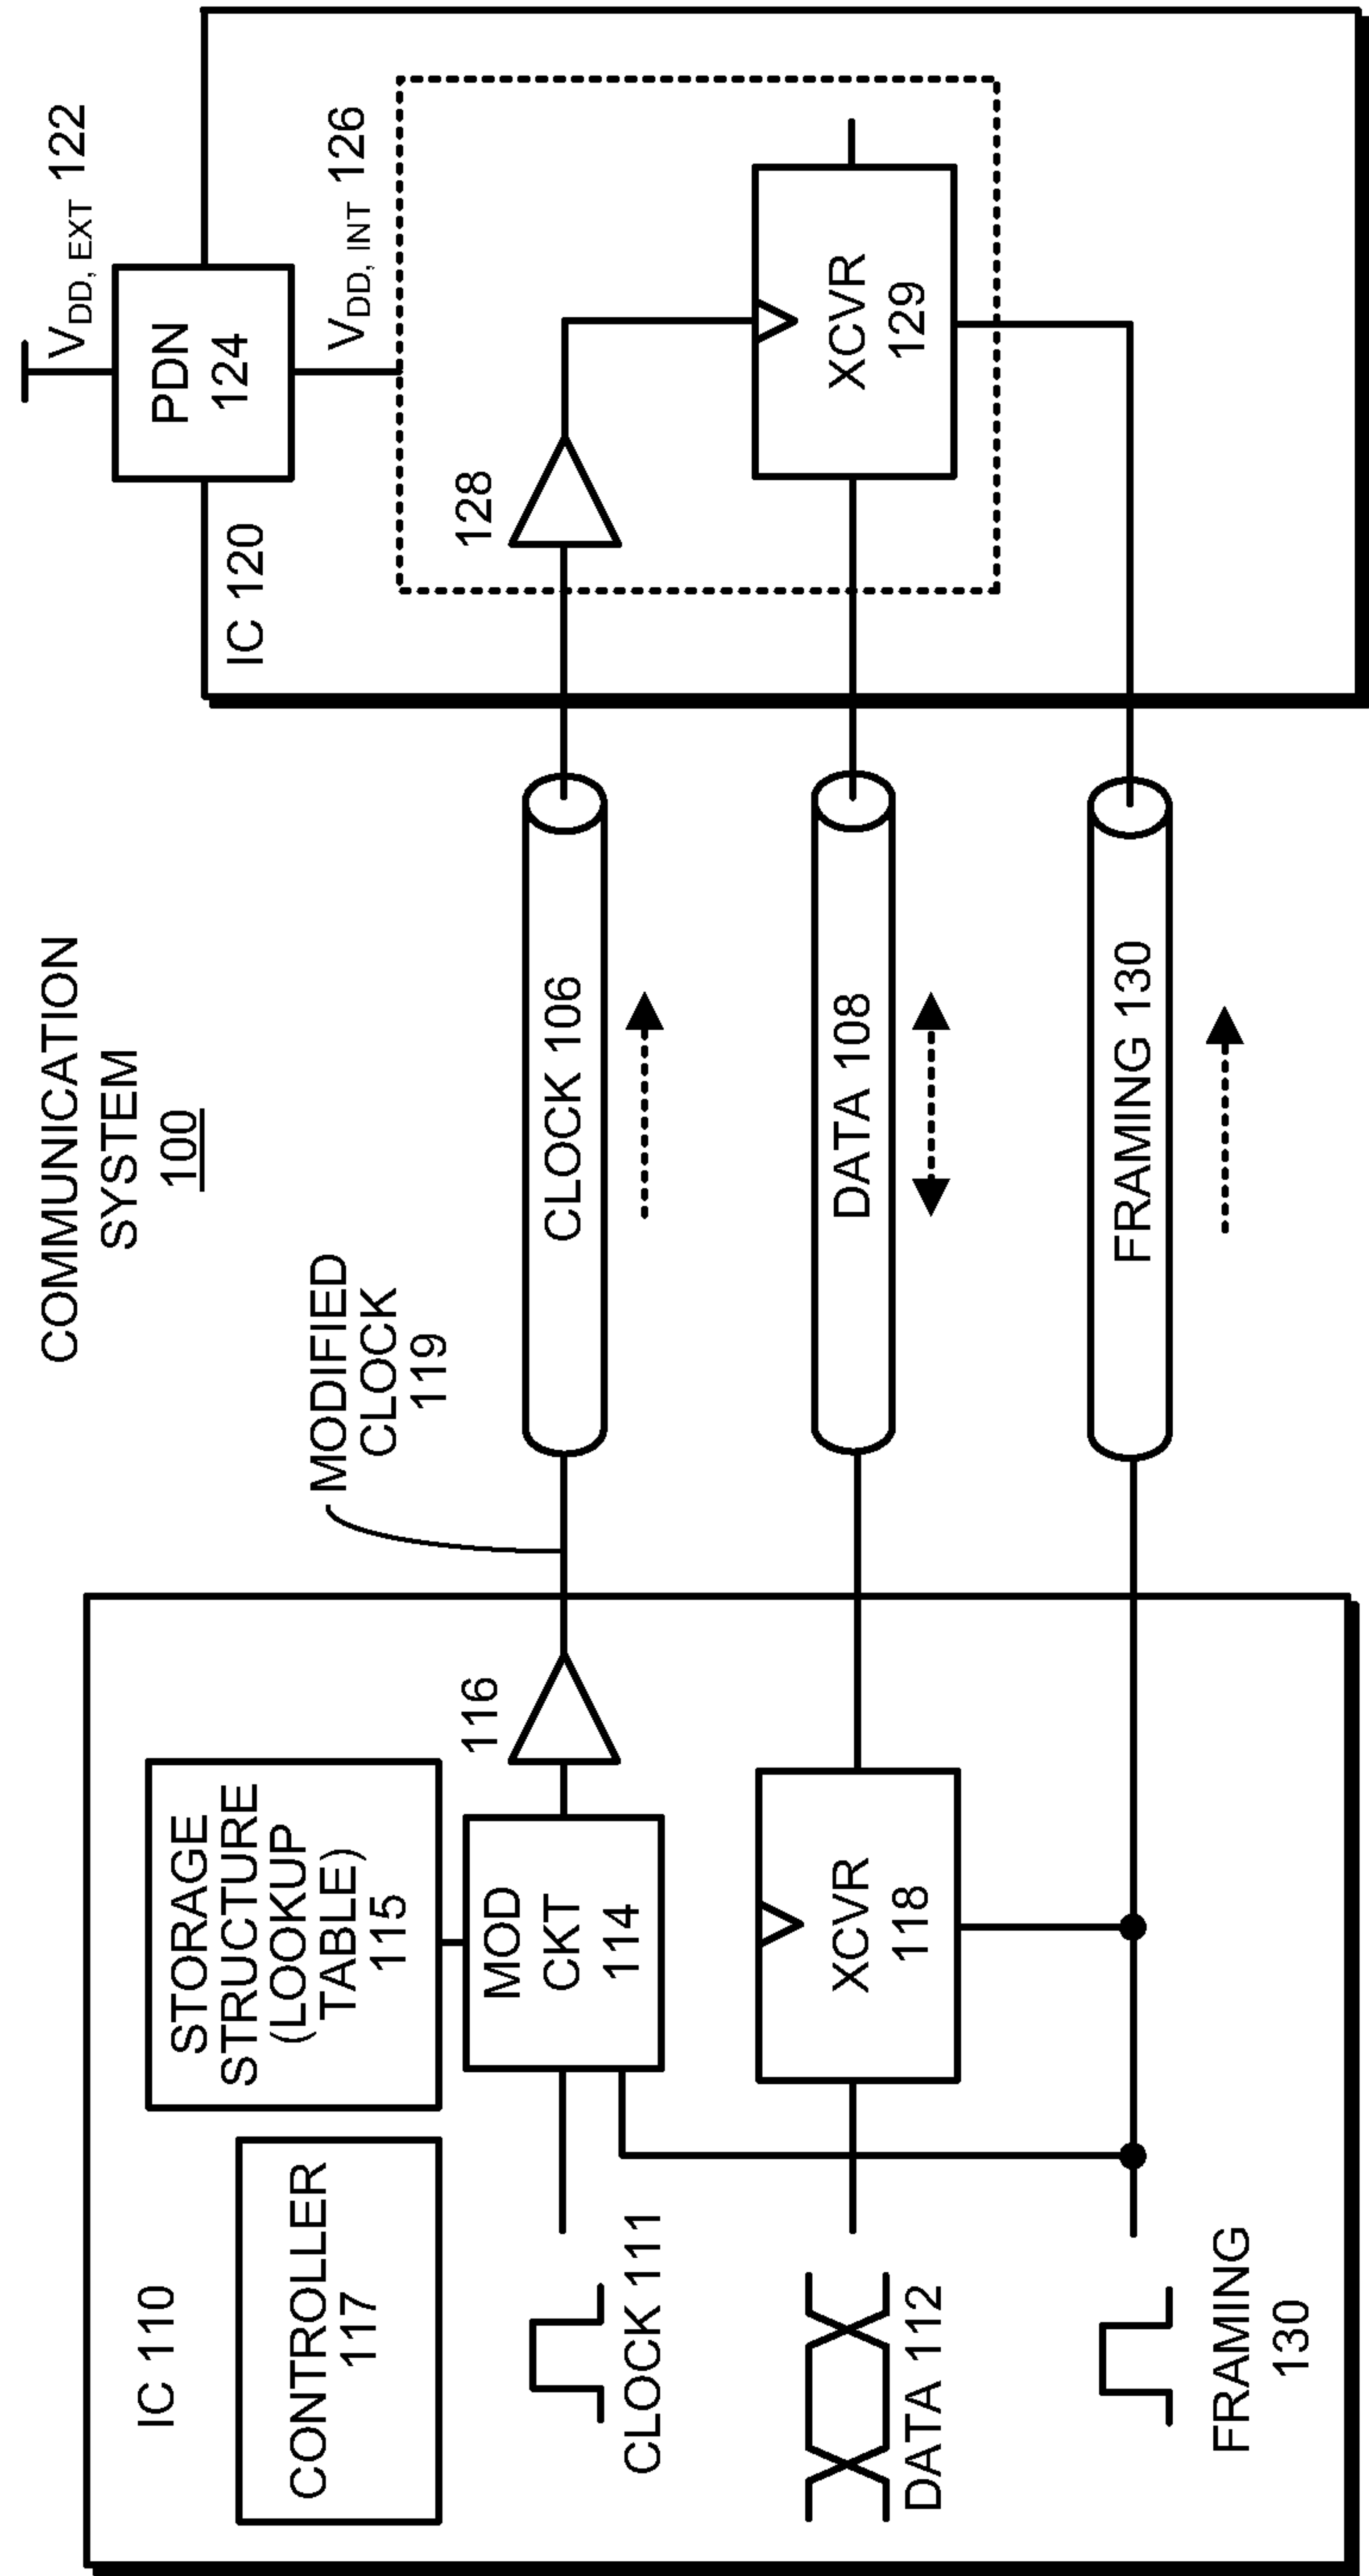 COMMUNICATION
SYSTEM
100
IC 110
CONTROLLER
117
STORAGE
STRUCTURE
(LOOKUP
TABLE)
115
MOD
CKT
114
116
MODIFIED
CLOCK
119
CLOCK 111
DATA 112
XCVR
118
FRAMING
130
CLOCK 106
DATA 108
FRAMING 130
IC 120
PDN
124
VDD, EXT 122
VDD, INT 126
128
XCVR
129